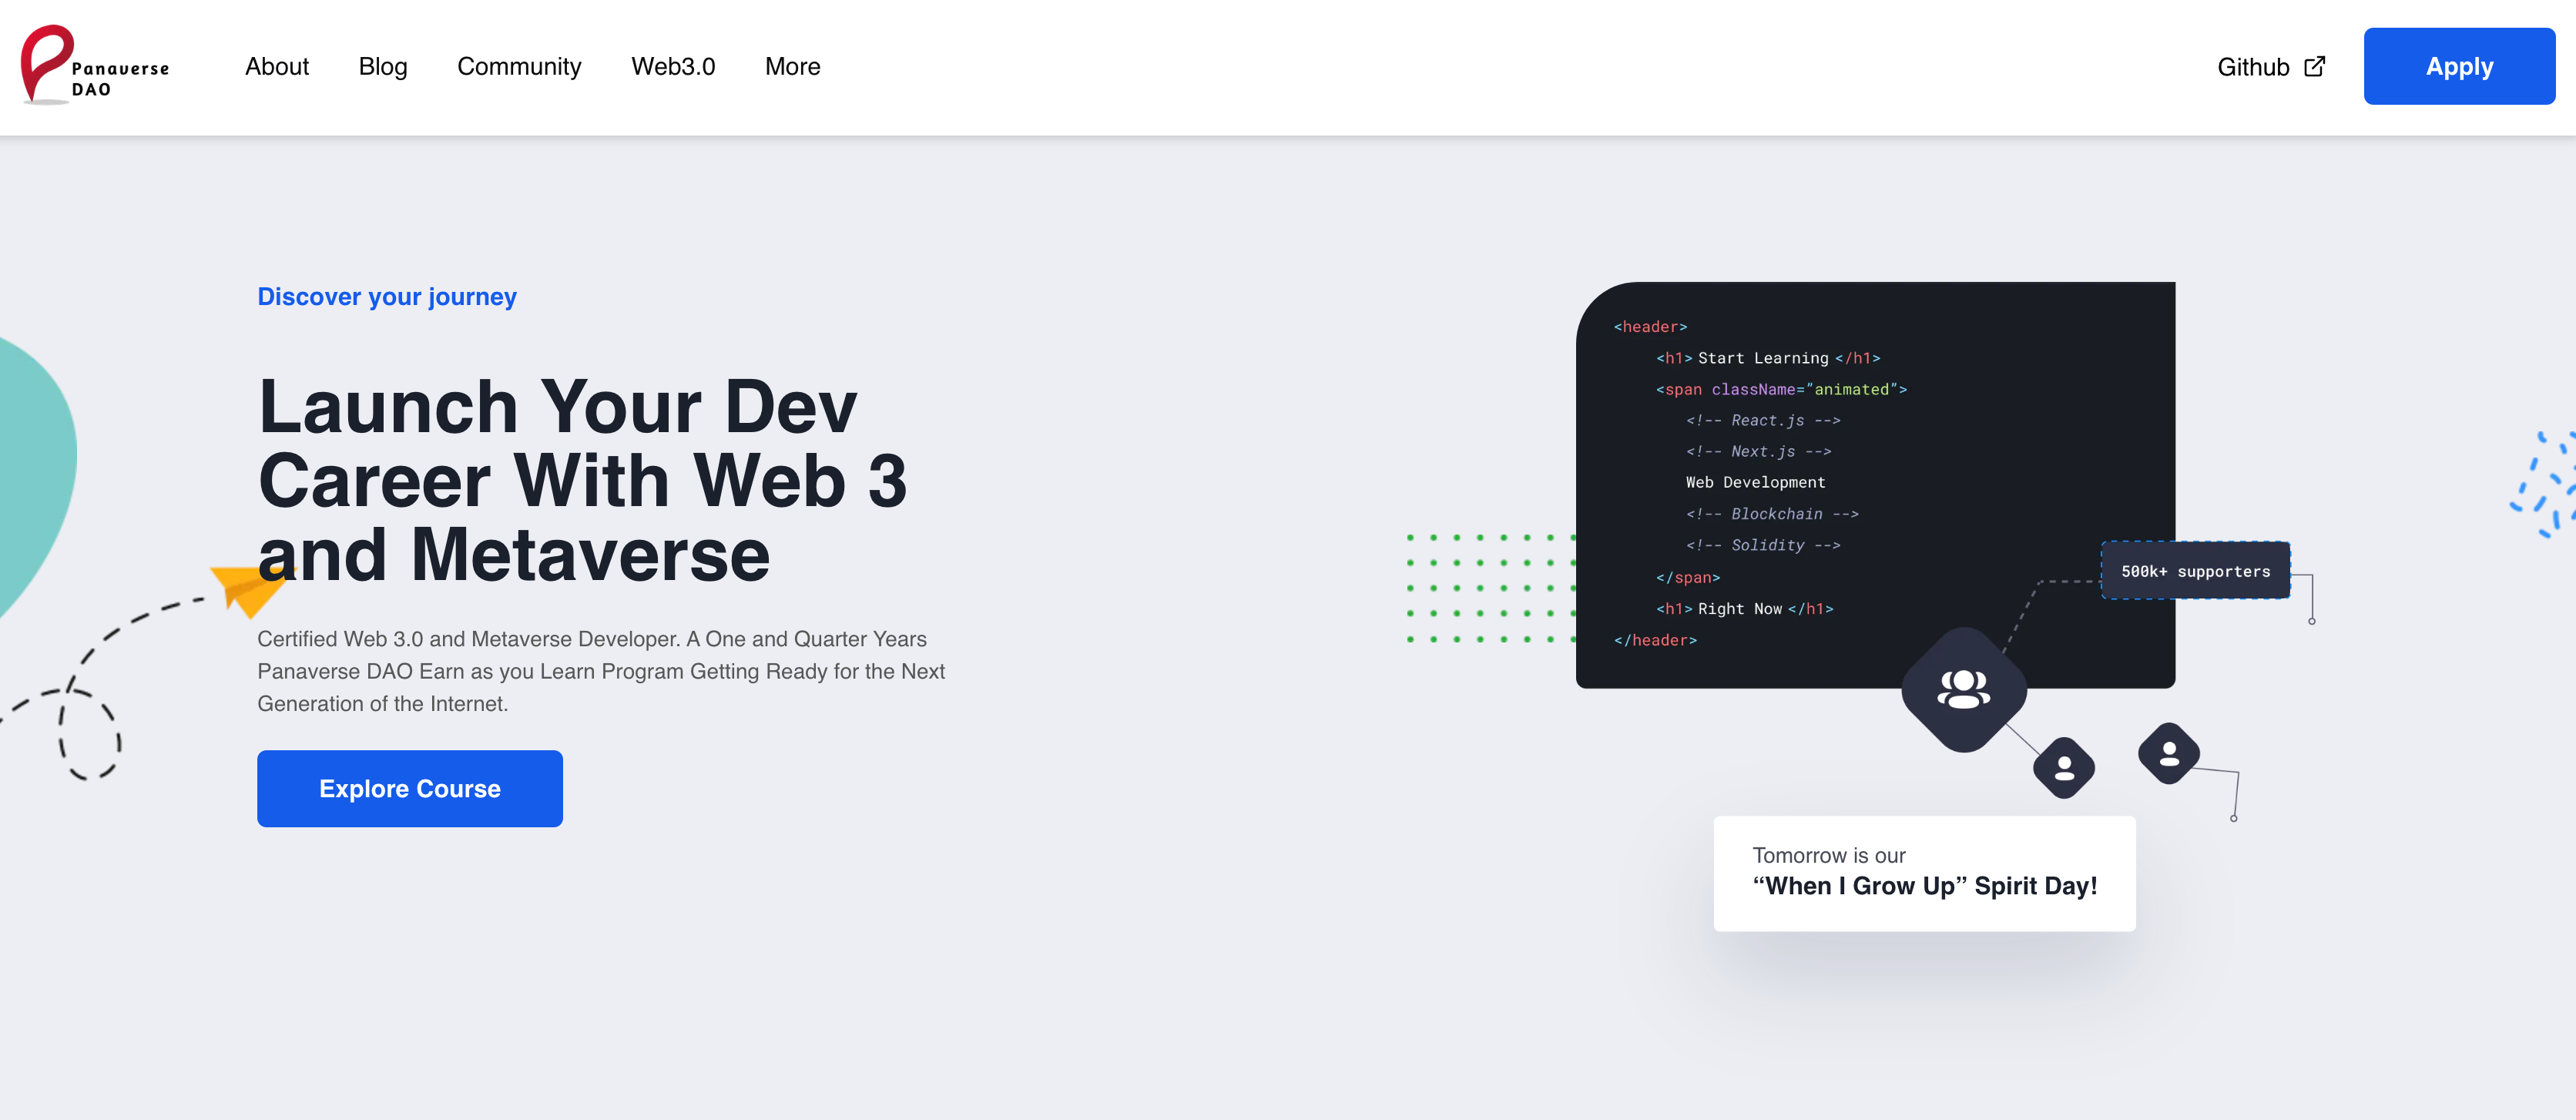 Panaverse
DAO
About
Blog
Community
Web3.0
More
Github
Apply
Discover your journey
Launch Your Dev
Career With Web 3
and Metaverse
Certified Web 3.0 and Metaverse Developer. A One and Quarter Years
Panaverse DAO Earn as you Learn Program Getting Ready for the Next
Generation of the Internet.
Explore Course
<header>
<h1> Start Learning </h1>
<span className=”animated”>
<!-- React.js -->
<!-- Next.js -->
Web Development
<!-- Blockchain -->
<!-- Solidity -->
</span>
<h1> Right Now </h1>
</header>
500k+ supporters
Tomorrow is our
“When I Grow Up” Spirit Day!